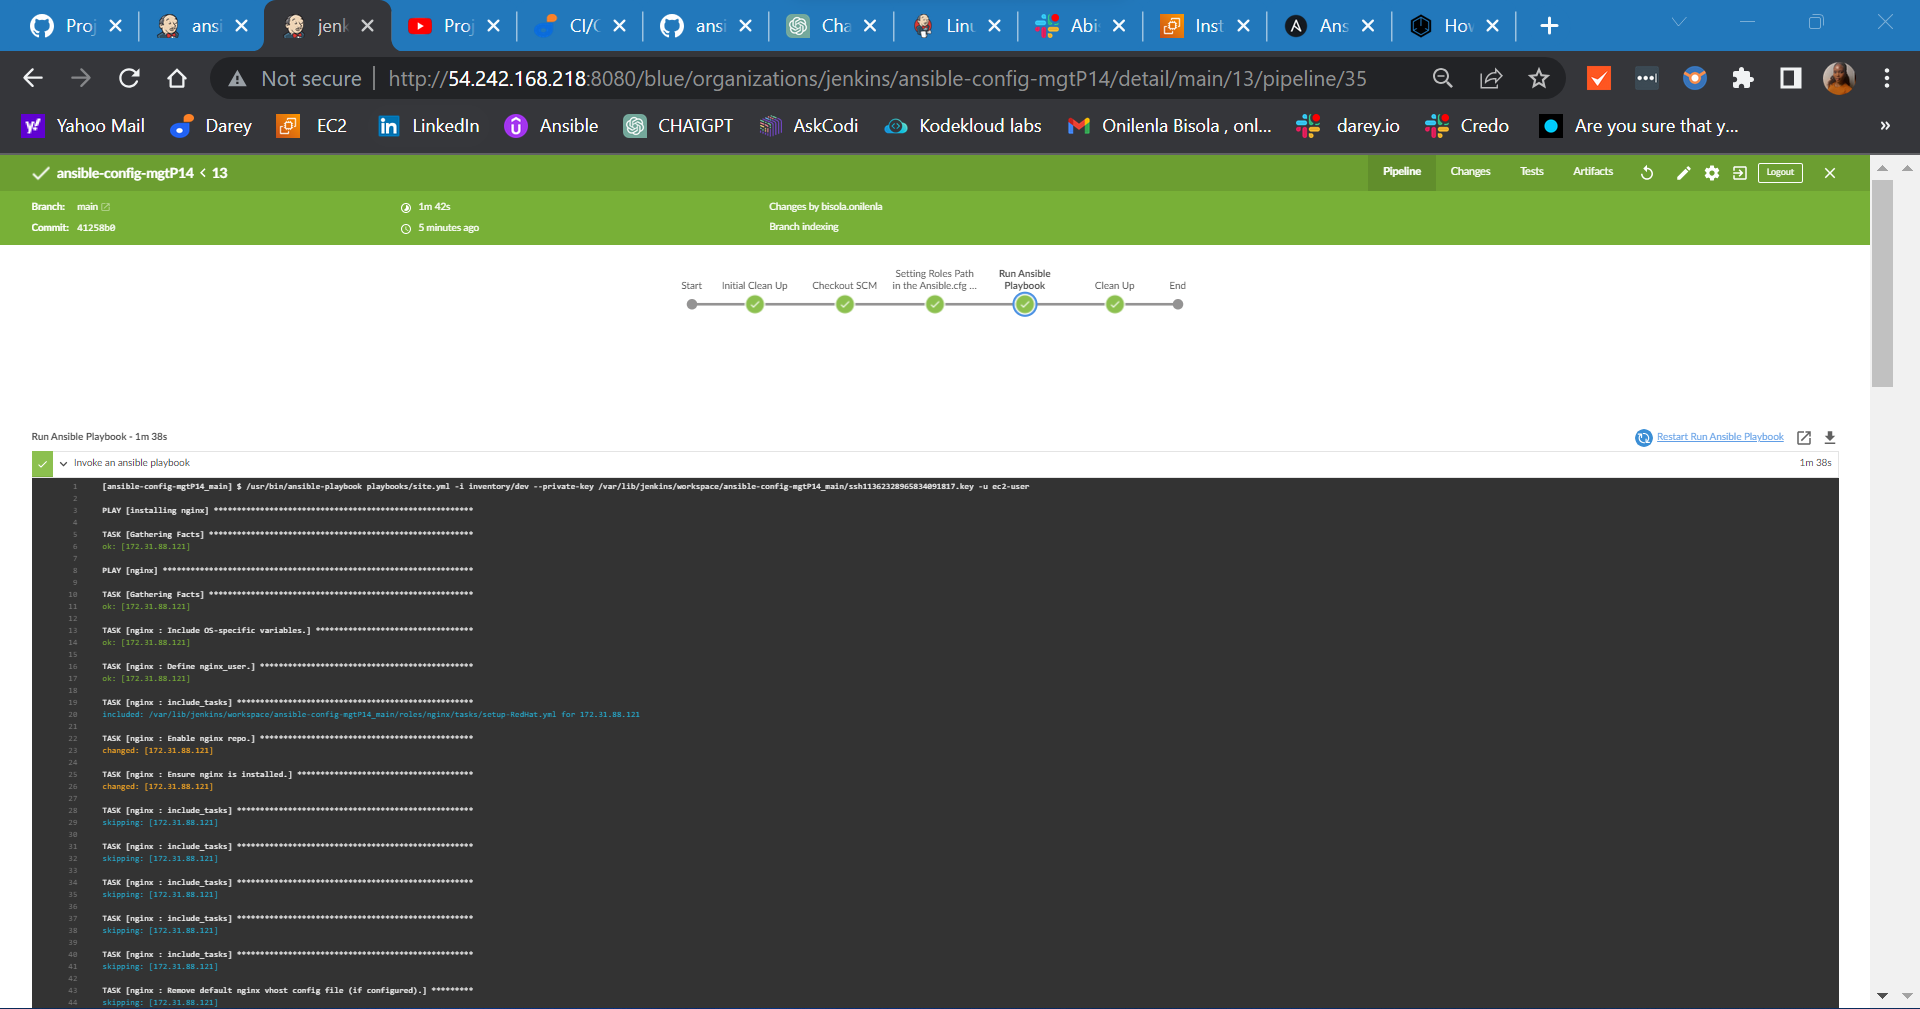 Proj
ansi
jenk
Proj
CI/C
ansi
Cha
Linu
Abis
Inst
Ans
How
Not secure
http://54.242.168.218:8080/blue/organizations/jenkins/ansible-config-mgtP14/detail/main/13/pipeline/35
Yahoo Mail
Darey
EC2
LinkedIn
Ansible
CHATGPT
AskCodi
Kodekloud labs
Onilenla Bisola , onl...
darey.io
Credo
Are you sure that y...
»
ansible-config-mgtP14 < 13
Pipeline
Changes
Tests
Artifacts
Logout
Branch: main
1m 42s
Changes by bisola.onilenla
Commit: 41258b0
5 minutes ago
Branch indexing
Start
Initial Clean Up
Checkout SCM
Setting Roles Path
in the Ansible.cfg ...
Run Ansible
Playbook
Clean Up
End
Run Ansible Playbook - 1m 38s
Restart Run Ansible Playbook
Invoke an ansible playbook
1m 38s
1 [ansible-config-mgtP14_main] $ /usr/bin/ansible-playbook playbooks/site.yml -i inventory/dev --private-key /var/lib/jenkins/workspace/ansible-config-mgtP14_main/ssh11362328965834091817.key -u ec2-user
2
3 PLAY [installing nginx] ********************************************************
4
5 TASK [Gathering Facts] *********************************************************
6 ok: [172.31.88.121]
7
8 PLAY [nginx] *******************************************************************
9
10 TASK [Gathering Facts] *********************************************************
11 ok: [172.31.88.121]
12
13 TASK [nginx : Include OS-specific variables.] **********************************
14 ok: [172.31.88.121]
15
16 TASK [nginx : Define nginx_user.] **********************************************
17 ok: [172.31.88.121]
18
19 TASK [nginx : include_tasks] ***************************************************
20 included: /var/lib/jenkins/workspace/ansible-config-mgtP14_main/roles/nginx/tasks/setup-RedHat.yml for 172.31.88.121
21
22 TASK [nginx : Enable nginx repo.] **********************************************
23 changed: [172.31.88.121]
24
25 TASK [nginx : Ensure nginx is installed.] **************************************
26 changed: [172.31.88.121]
27
28 TASK [nginx : include_tasks] ***************************************************
29 skipping: [172.31.88.121]
30
31 TASK [nginx : include_tasks] ***************************************************
32 skipping: [172.31.88.121]
33
34 TASK [nginx : include_tasks] ***************************************************
35 skipping: [172.31.88.121]
36
37 TASK [nginx : include_tasks] ***************************************************
38 skipping: [172.31.88.121]
39
40 TASK [nginx : include_tasks] ***************************************************
41 skipping: [172.31.88.121]
42
43 TASK [nginx : Remove default nginx vhost config file (if configured).] *********
44 skipping: [172.31.88.121]